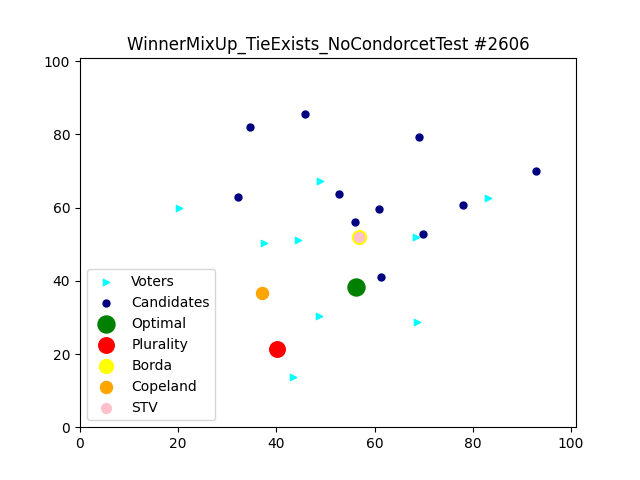 WinnerMixUp_TieExists_NoCondorcetTest #2606
100
80
60
40
20
0
Voters
Candidates
Optimal
Plurality
Borda
Copeland
STV
0 20 40 60 80 100